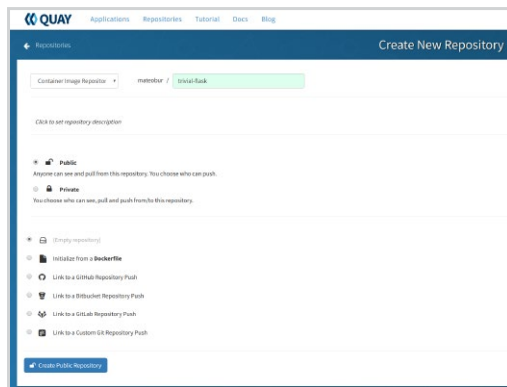 QUAY Applications Repositories Tutorial Docs Blog
Repositories Create New Repository
Container Image Repositor mateobur / trivial-flask
Click to set repository description
Public
Anyone can see and pull from this repository. You choose who can push.
Private
You choose who can see, pull and push from/to this repository.
(Empty repository)
Initialize from a Dockerfile
Link to a GitHub Repository Push
Link to a Bitbucket Repository Push
Link to a GitLab Repository Push
Link to a Custom Git Repository Push
Create Public Repository